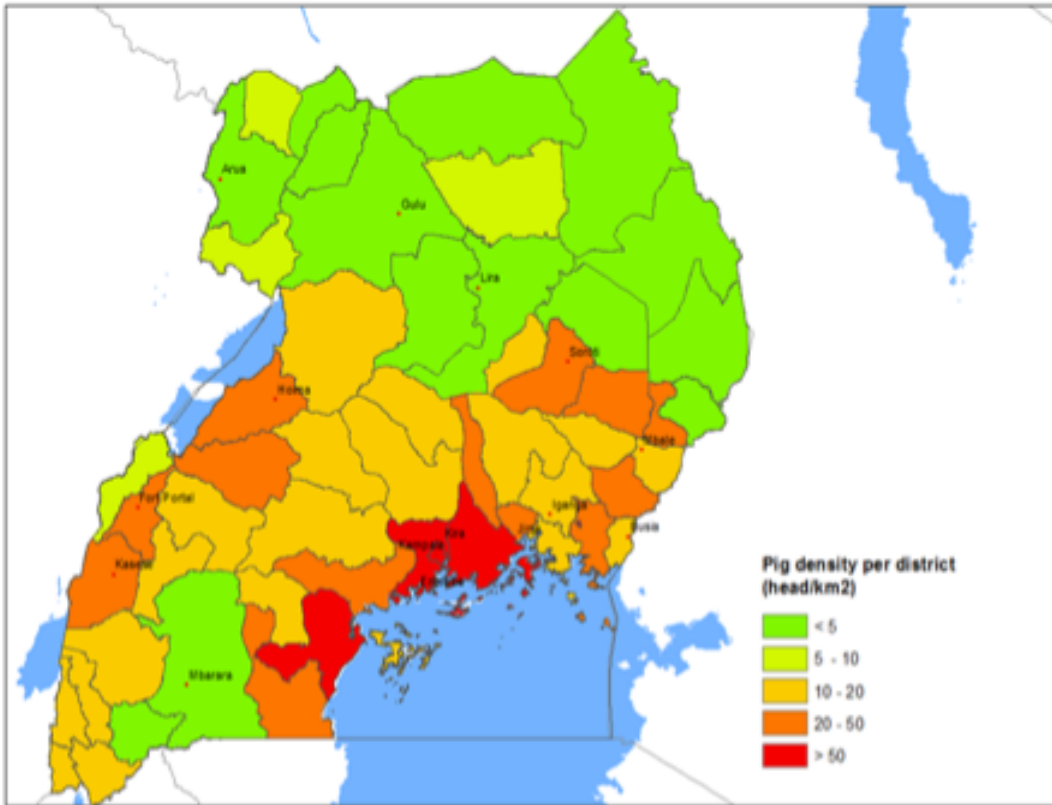 Arua
Gulu
Lira
Soroti
Hoima
Mbale
Fort Portal
Iganga
Jinja
Busia
Kira
Kampala
Kasese
Entebbe
Mbarara
Pig density per district
(head/km2)
< 5
5 - 10
10 - 20
20 - 50
> 50